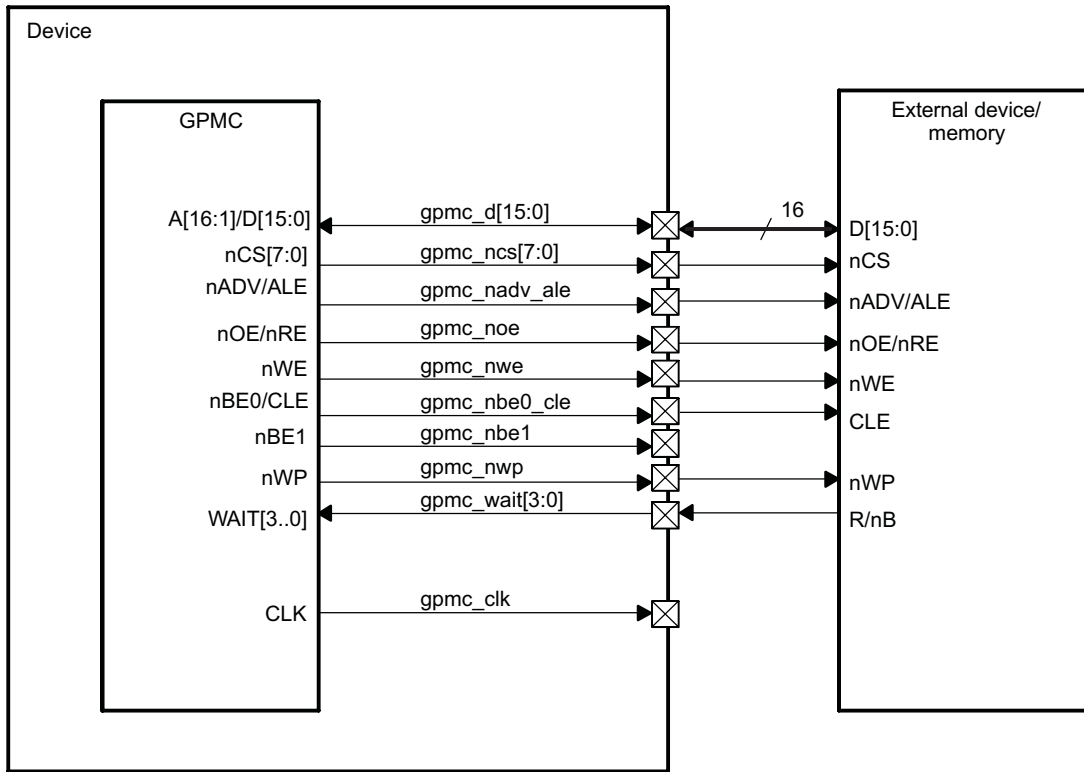 Device
GPMC
External device/
memory
A[16:1]/D[15:0]
gpmc_d[15:0]
16
D[15:0]
nCS[7:0]
gpmc_ncs[7:0]
nCS
nADV/ALE
gpmc_nadv_ale
nADV/ALE
nOE/nRE
gpmc_noe
nOE/nRE
nWE
gpmc_nwe
nWE
nBE0/CLE
gpmc_nbe0_cle
CLE
nBE1
gpmc_nbe1
nWP
gpmc_nwp
nWP
WAIT[3..0]
gpmc_wait[3:0]
R/nB
CLK
gpmc_clk